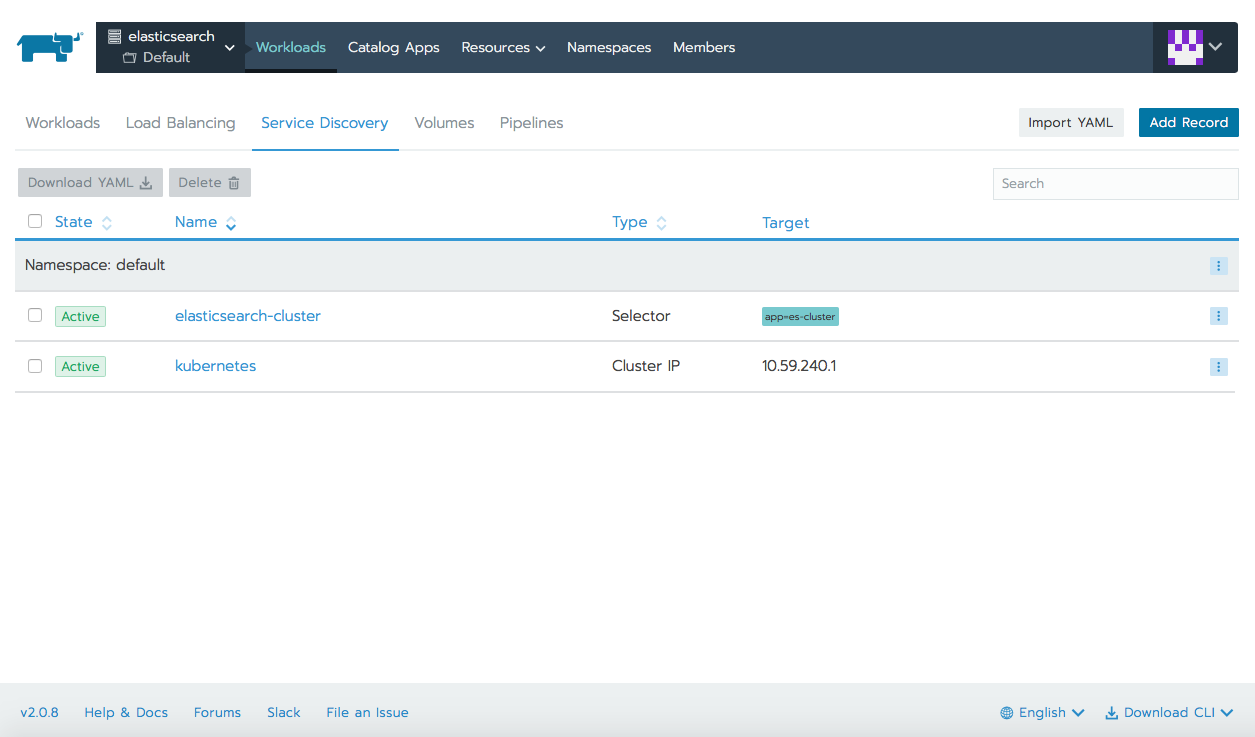 elasticsearch
Default
Workloads Catalog Apps Resources Namespaces Members
Workloads Load Balancing Service Discovery Volumes Pipelines Import YAML Add Record
Download YAML Delete Search
State Name Type Target
Namespace: default
Active elasticsearch-cluster Selector app=es-cluster
Active kubernetes Cluster IP 10.59.240.1
v2.0.8 Help & Docs Forums Slack File an Issue English Download CLI